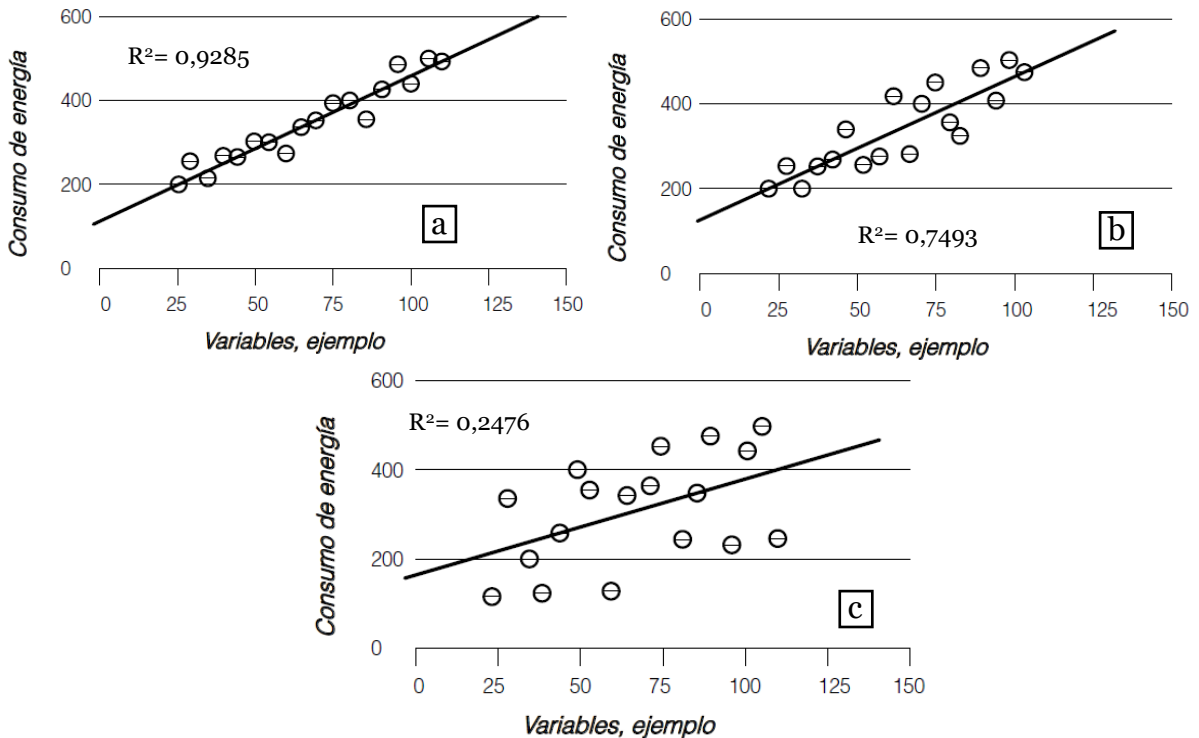 600
R²= 0,9285
400
200
a
0
0 25 50 75 100 125 150
Consumo de energía
Variables, ejemplo
600
400
200
R²= 0,7493
b
0
0 25 50 75 100 125 150
Consumo de energía
Variables, ejemplo
600
R²= 0,2476
400
200
c
0
0 25 50 75 100 125 150
Consumo de energía
Variables, ejemplo